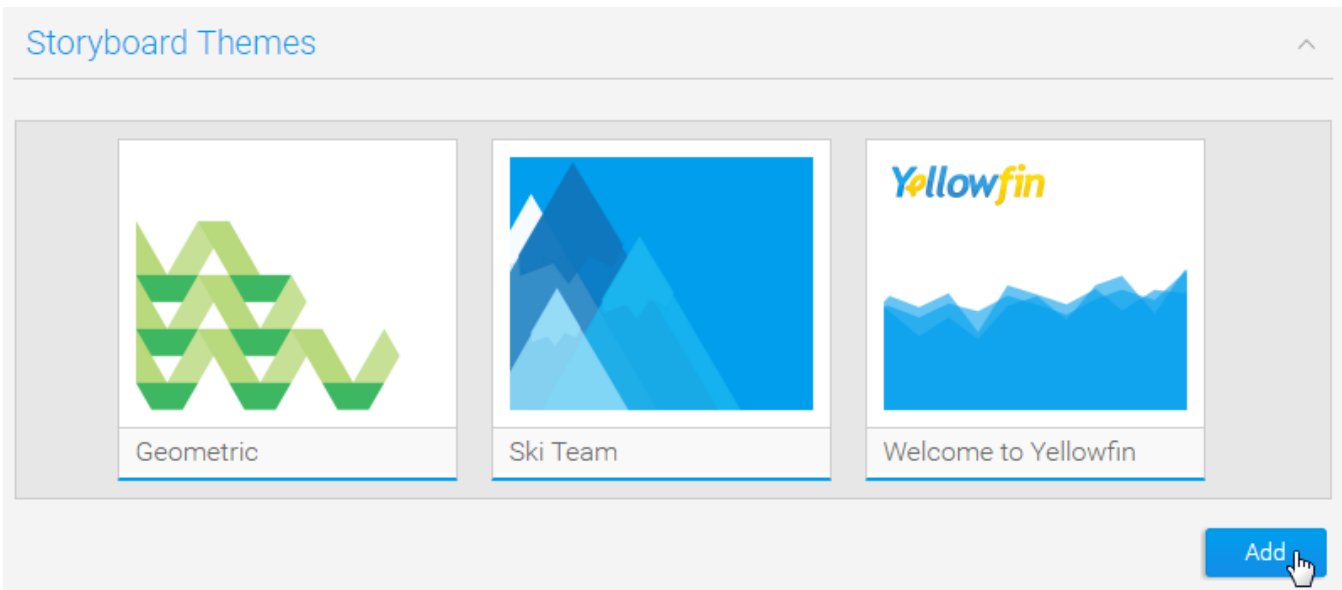 Storyboard Themes
Yellowfin
Geometric
Ski Team
Welcome to Yellowfin
Add